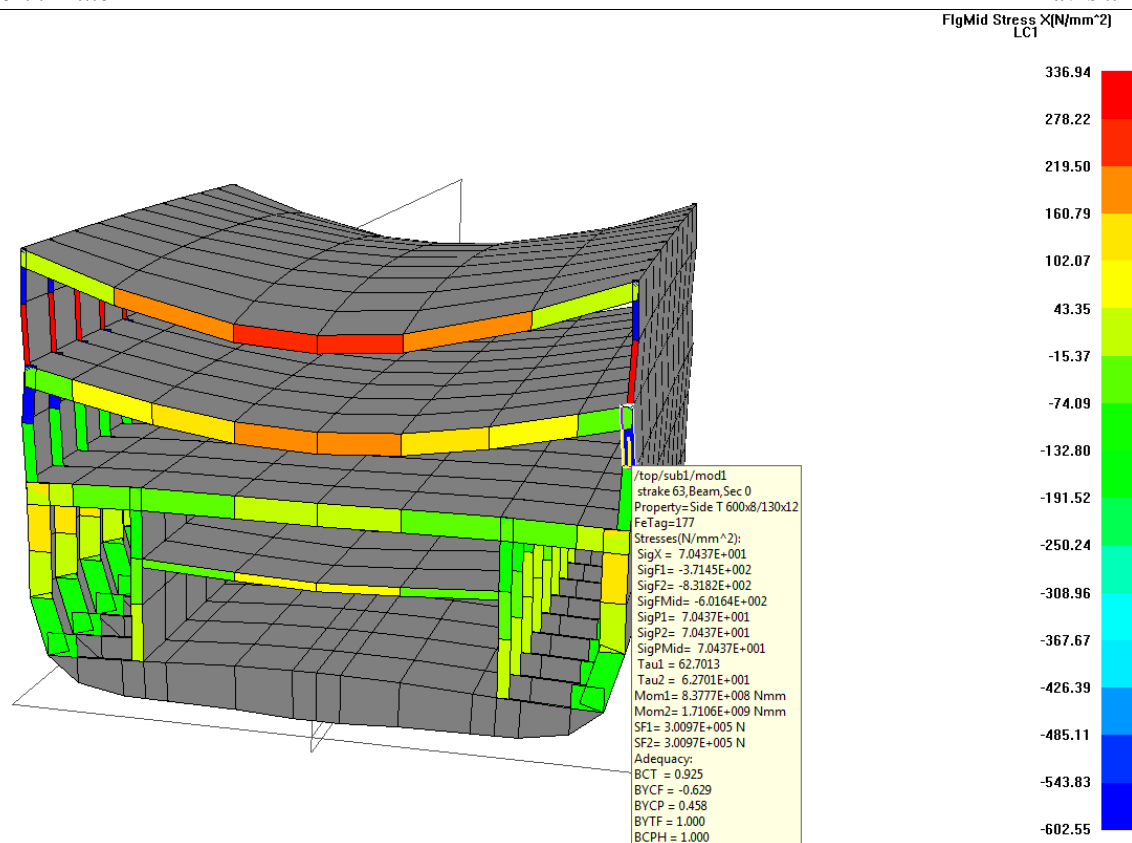 FlgMid Stress X[N/mm^2]
LC1
336.94
278.22
219.50
160.79
102.07
43.35
-15.37
-74.09
-132.80
-191.52
-250.24
-308.96
-367.67
-426.39
-485.11
-543.83
-602.55
/top/sub1/mod1
strake 63,Beam,Sec 0
Property=Side T 600x8/130x12
FeTag=177
Stresses(N/mm^2):
SigX = 7.0437E+001
SigF1= -3.7145E+002
SigF2= -8.3182E+002
SigFMid= -6.0164E+002
SigP1= 7.0437E+001
SigP2= 7.0437E+001
SigPMid= 7.0437E+001
Tau1 = 62.7013
Tau2 = 6.2701E+001
Mom1= 8.3777E+008 Nmm
Mom2= 1.7106E+009 Nmm
SF1= 3.0097E+005 N
SF2= 3.0097E+005 N
Adequacy:
BCT = 0.925
BYCF = -0.629
BYCP = 0.458
BYTF = 1.000
BCPH = 1.000